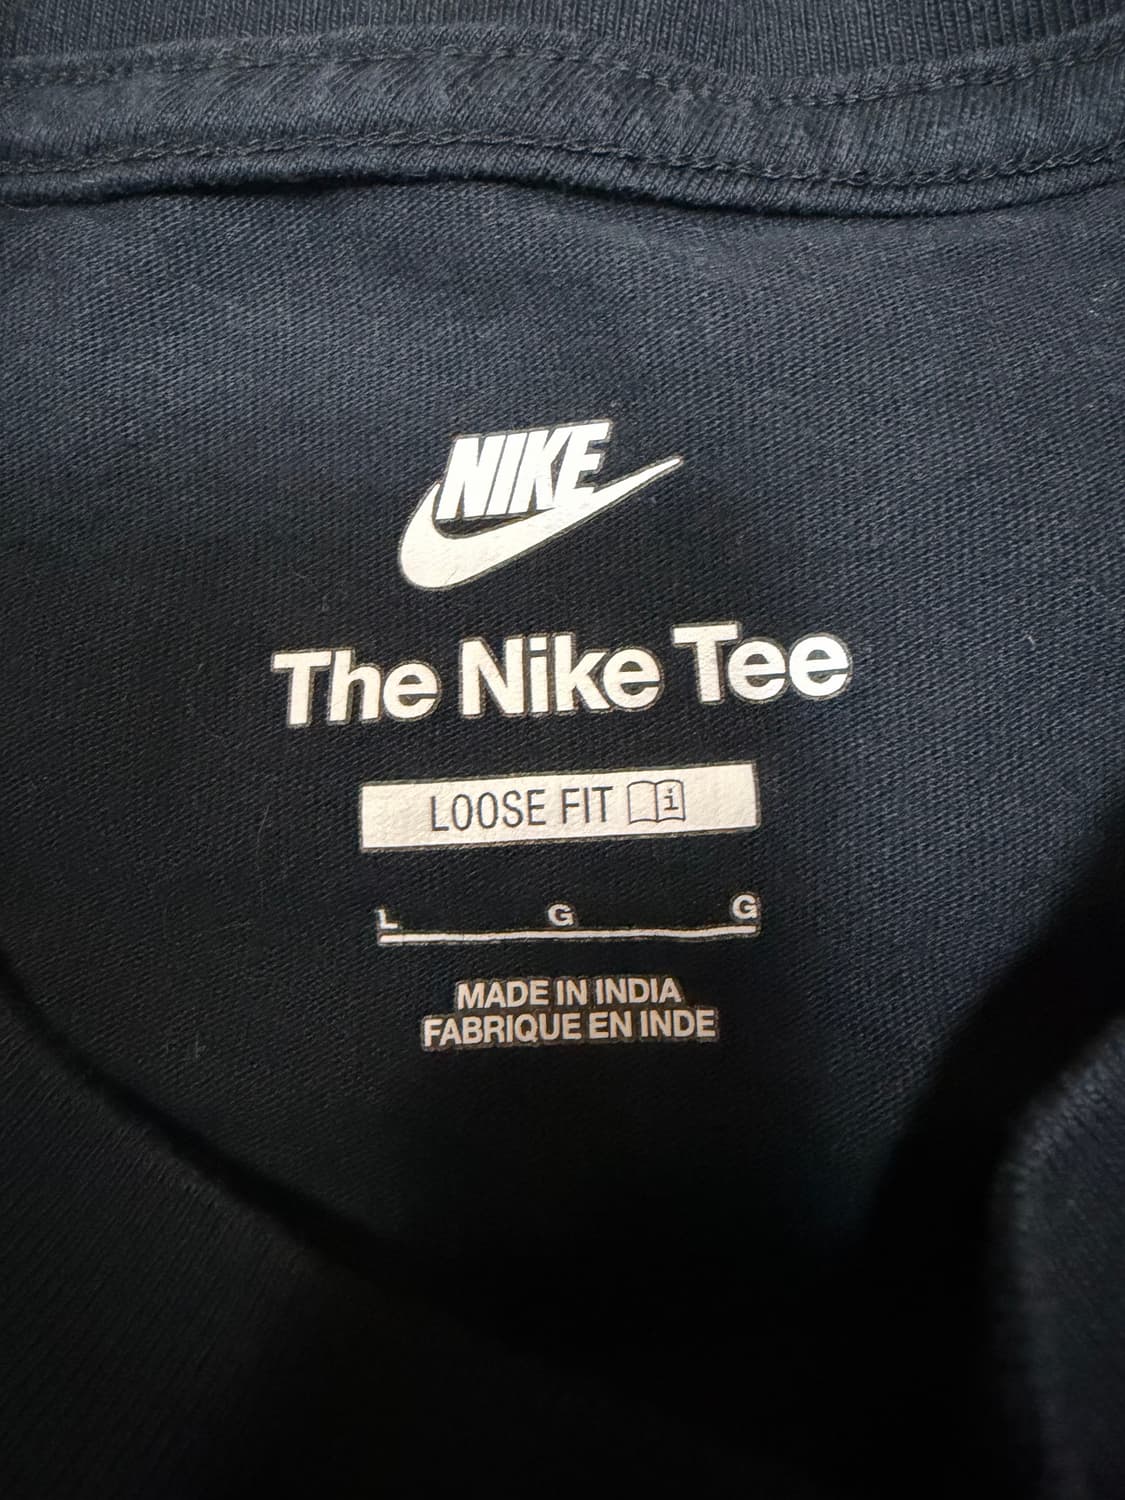 NIKE
The Nike Tee
LOOSE FIT i
L G G
MADE IN INDIA
FABRIQUE EN INDE